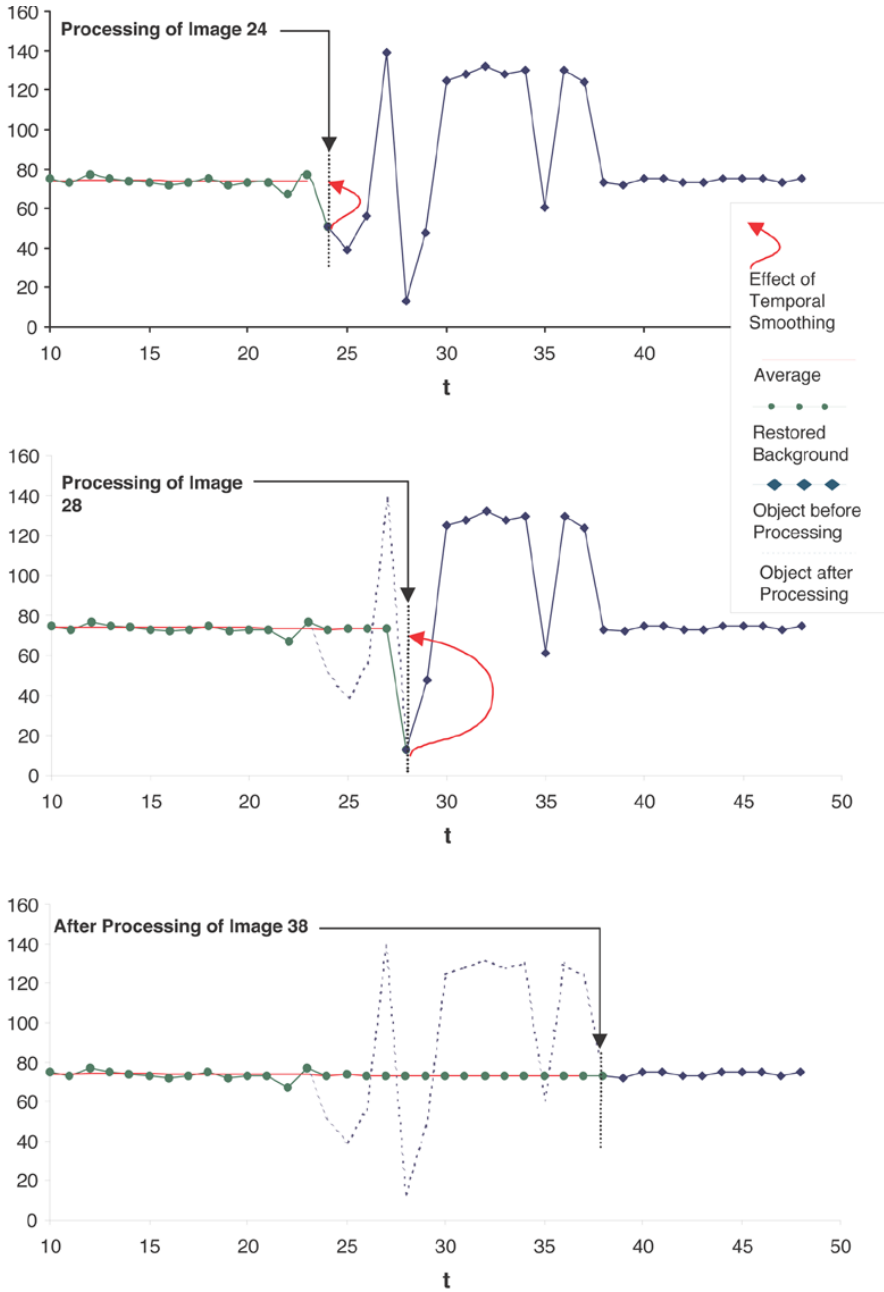 160
Processing of Image 24
140
120
100
80
60
40
20
0
10 15 20 25 30 35 40
t
Effect of
Temporal
Smoothing
Average
Restored
Background
Object before
Processing
Object after
Processing
160
Processing of Image
28
140
120
100
80
60
40
20
0
10 15 20 25 30 35 40 45 50
t
160
After Processing of Image 38
140
120
100
80
60
40
20
0
10 15 20 25 30 35 40 45 50
t